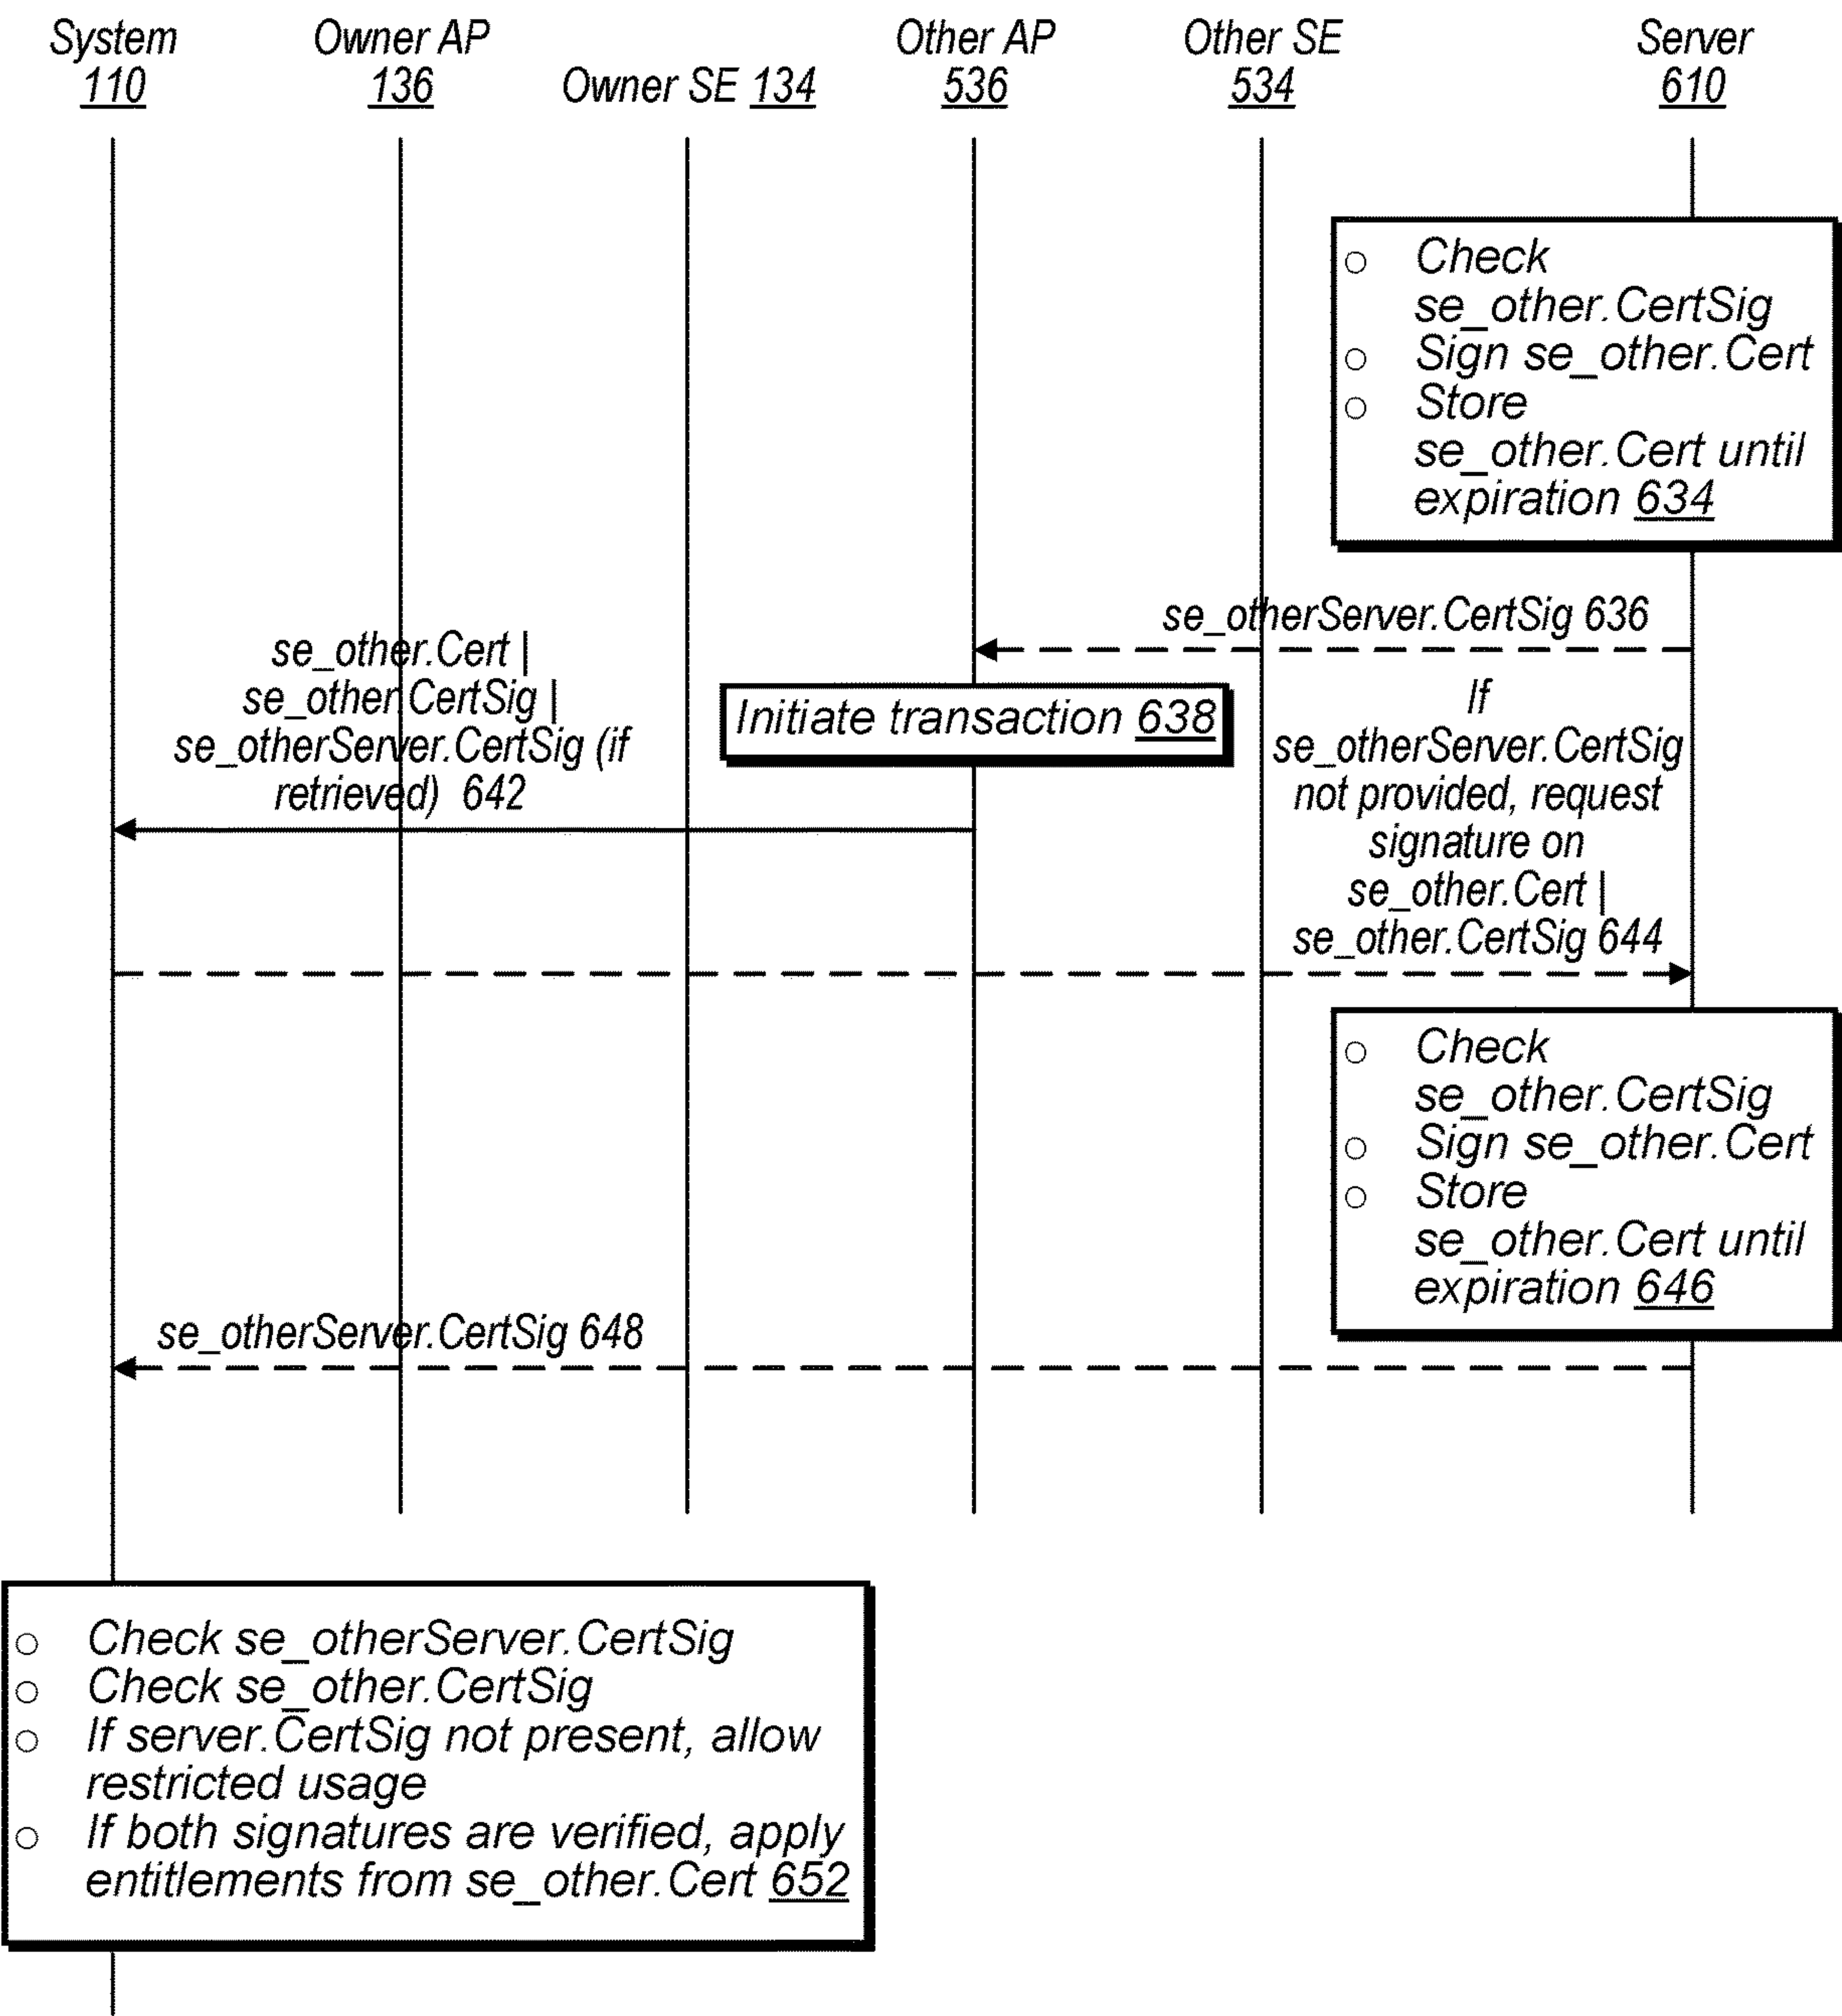 System
110
Owner AP
136
Owner SE 134
Other AP
536
Other SE
534
Server
610
○ Check
se_other.CertSig
○ Sign se_other.Cert
○ Store
se_other.Cert until
expiration 634
se_otherServer.CertSig 636
se_other.Cert |
se_other.CertSig |
se_otherServer.CertSig (if
retrieved) 642
Initiate transaction 638
If
se_otherServer.CertSig
not provided, request
signature on
se_other.Cert |
se_other.CertSig 644
○ Check
se_other.CertSig
○ Sign se_other.Cert
○ Store
se_other.Cert until
expiration 646
se_otherServer.CertSig 648
○ Check se_otherServer.CertSig
○ Check se_other.CertSig
○ If server.CertSig not present, allow
restricted usage
○ If both signatures are verified, apply
entitlements from se_other.Cert 652